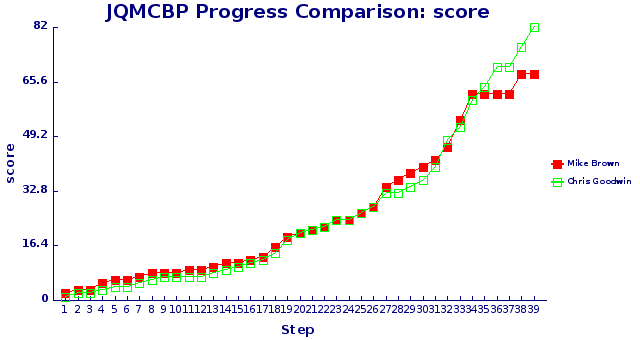 JQMCBP Progress Comparison: score
82
65.6
49.2
32.8
16.4
0
score
1 2 3 4 5 6 7 8 9 10 11 12 13 14 15 16 17 18 19 20 21 22 23 24 25 26 27 28 29 30 31 32 33 34 35 36 37 38 39
Step
Mike Brown
Chris Goodwin